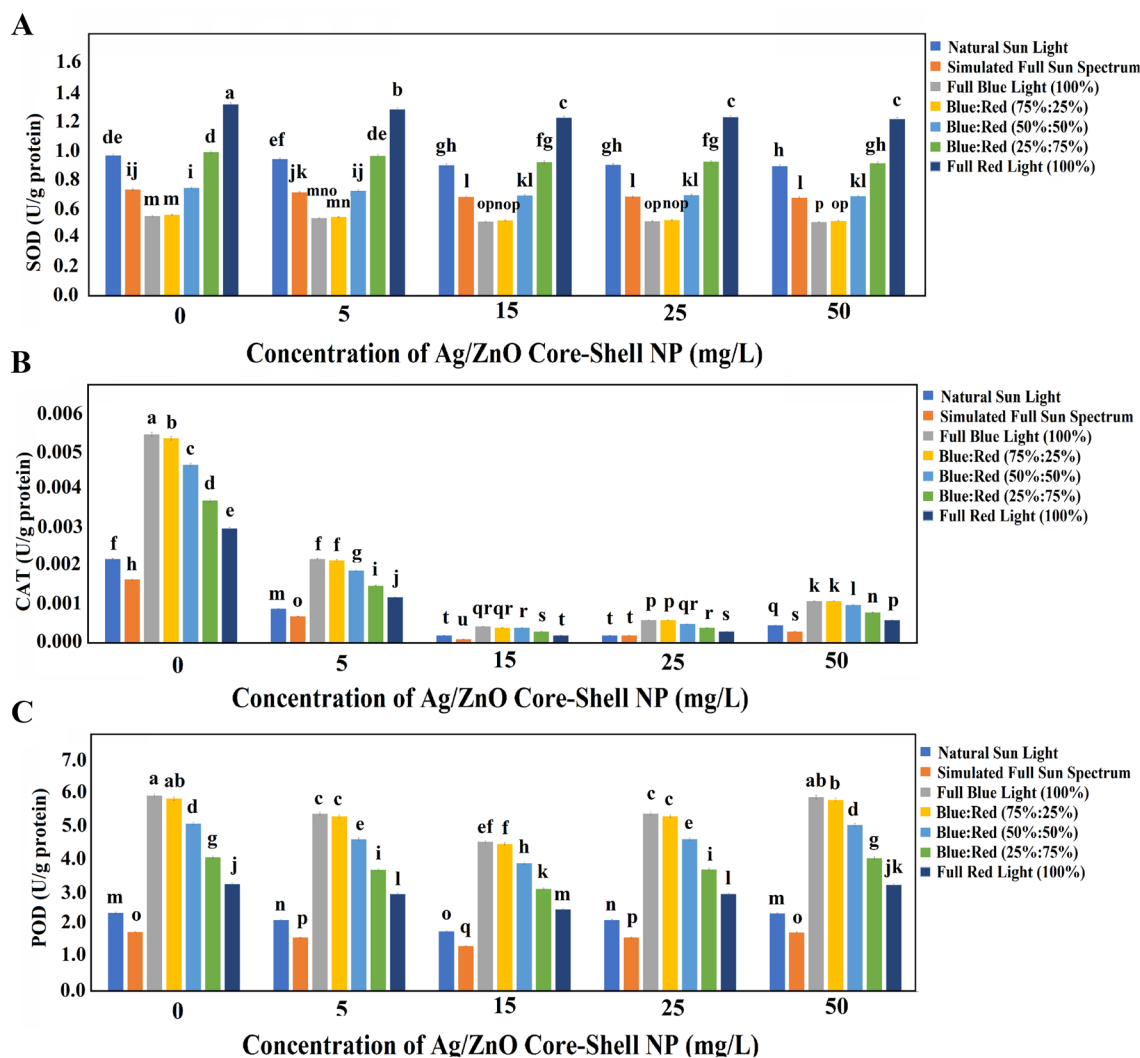 A
SOD (U/g protein)
1.6
1.4
1.2
1.0
0.8
0.6
0.4
0.2
0.0
de ij m m i d a
ef jk mno mn ij de b
gh l op nop kl fg c
gh l op nop kl fg c
h l p op kl gh c
0 5 15 25 50
Concentration of Ag/ZnO Core-Shell NP (mg/L)
Natural Sun Light
Simulated Full Sun Spectrum
Full Blue Light (100%)
Blue:Red (75%:25%)
Blue:Red (50%:50%)
Blue:Red (25%:75%)
Full Red Light (100%)
B
CAT (U/g protein)
0.006
0.005
0.004
0.003
0.002
0.001
0.000
f h a b c d e
m o f f g i j
t u qr qr r s t
t t p p qr r s
q s k k l n p
0 5 15 25 50
Concentration of Ag/ZnO Core-Shell NP (mg/L)
Natural Sun Light
Simulated Full Sun Spectrum
Full Blue Light (100%)
Blue:Red (75%:25%)
Blue:Red (50%:50%)
Blue:Red (25%:75%)
Full Red Light (100%)
C
POD (U/g protein)
7.0
6.0
5.0
4.0
3.0
2.0
1.0
0.0
m o a ab d g j
n p c c e i l
o q ef f h k m
n p c c e i l
m o ab b d g jk
0 5 15 25 50
Concentration of Ag/ZnO Core-Shell NP (mg/L)
Natural Sun Light
Simulated Full Sun Spectrum
Full Blue Light (100%)
Blue:Red (75%:25%)
Blue:Red (50%:50%)
Blue:Red (25%:75%)
Full Red Light (100%)